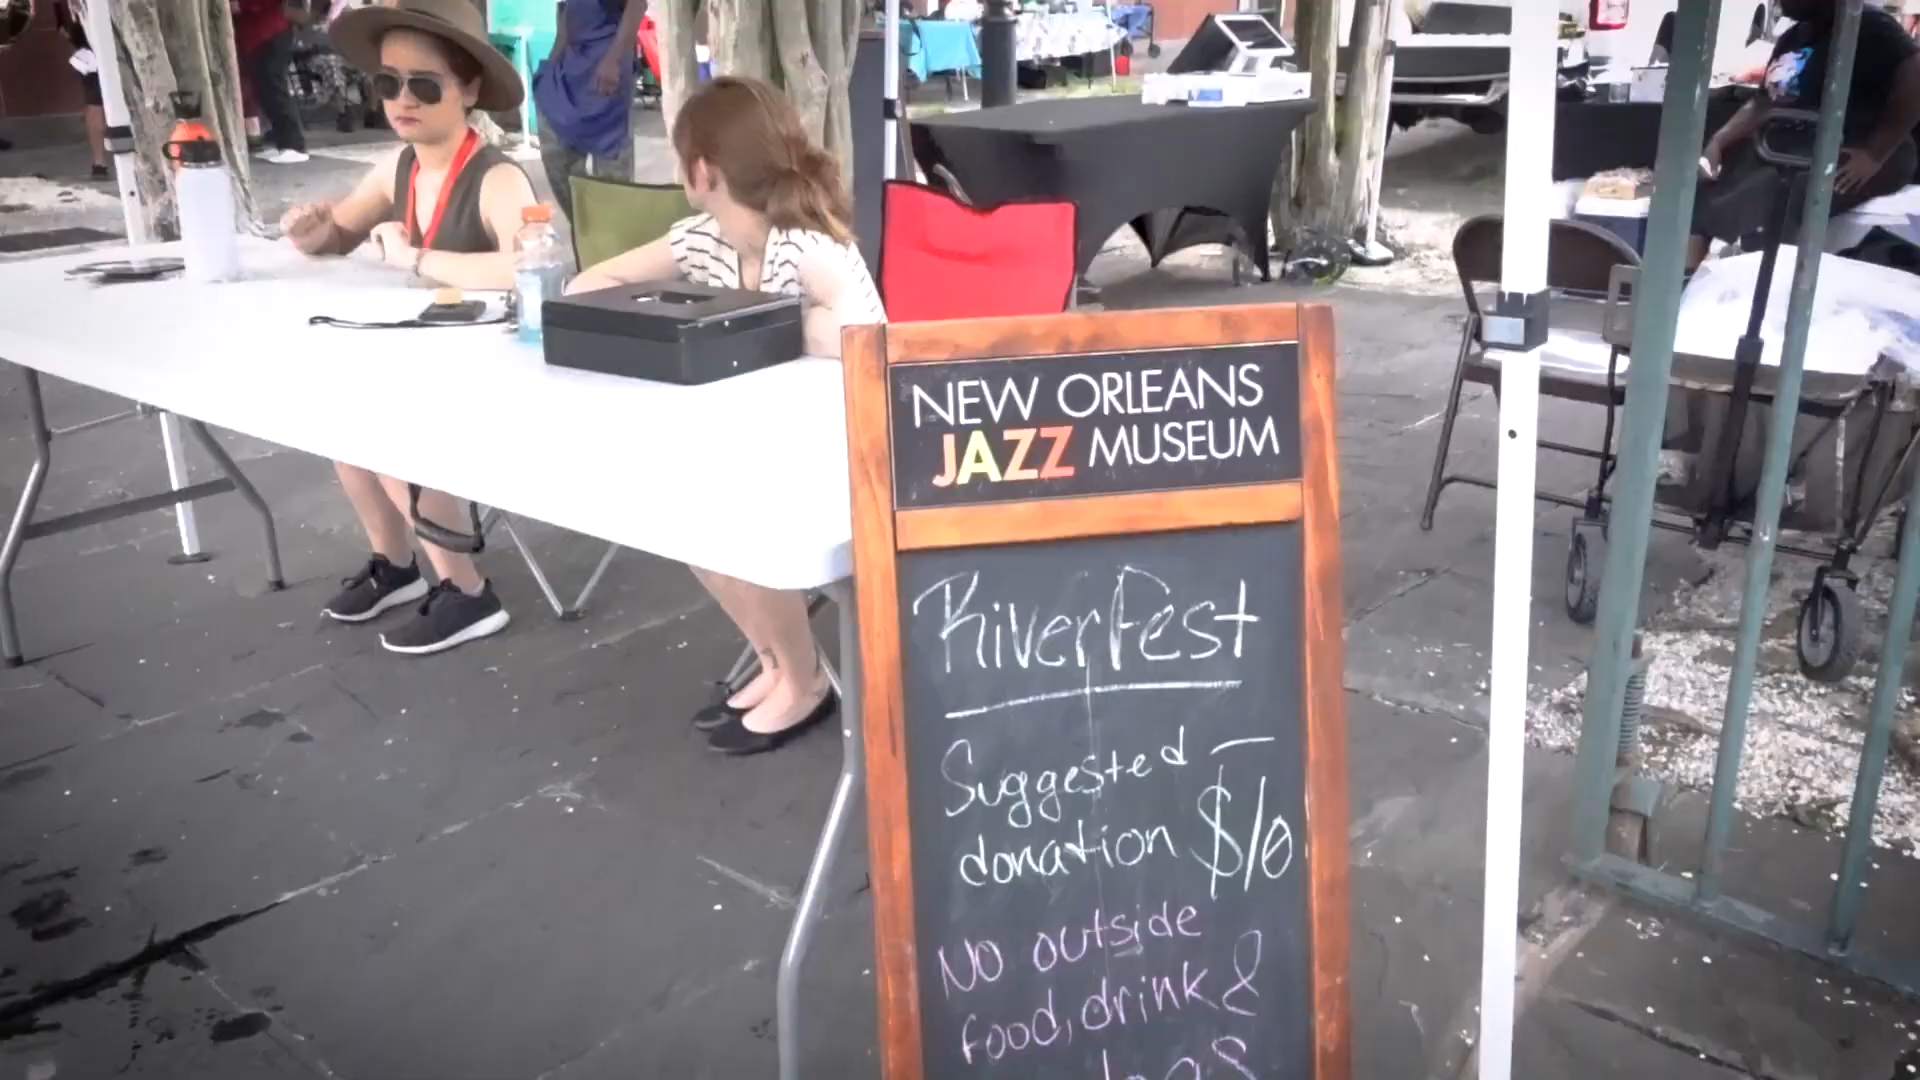 NEW ORLEANS
JAZZ MUSEUM
RiverFest
Suggested –
donation $10
No outside
food, drink &